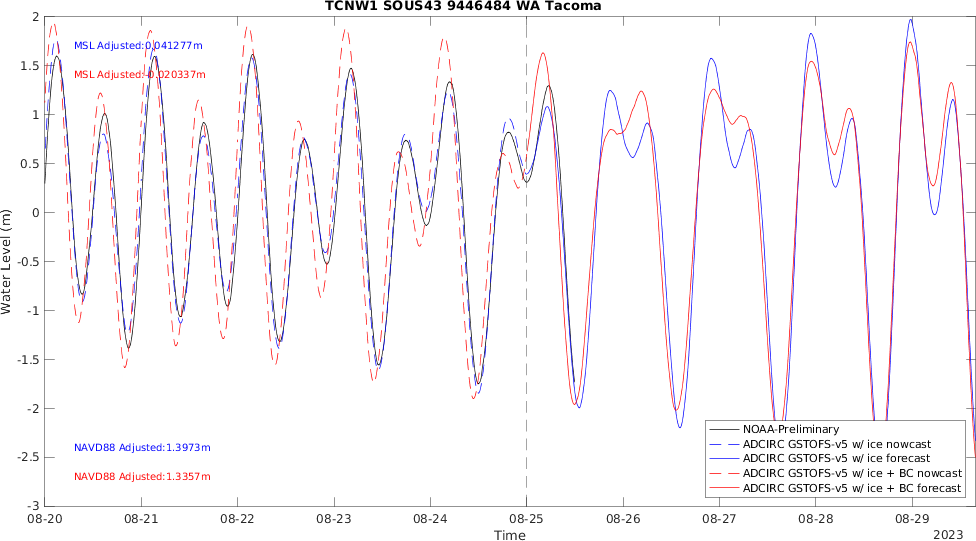 TCNW1 SOUS43 9446484 WA Tacoma
2
1.5
1
0.5
0
-0.5
-1
-1.5
-2
-2.5
-3
Water Level (m)
MSL Adjusted:0.041277m
MSL Adjusted:-0.020337m
NAVD88 Adjusted:1.3973m
NAVD88 Adjusted:1.3357m
NOAA-Preliminary
ADCIRC GSTOFS-v5 w/ ice nowcast
ADCIRC GSTOFS-v5 w/ ice forecast
ADCIRC GSTOFS-v5 w/ ice + BC nowcast
ADCIRC GSTOFS-v5 w/ ice + BC forecast
08-20 08-21 08-22 08-23 08-24 08-25 08-26 08-27 08-28 08-29
Time
2023